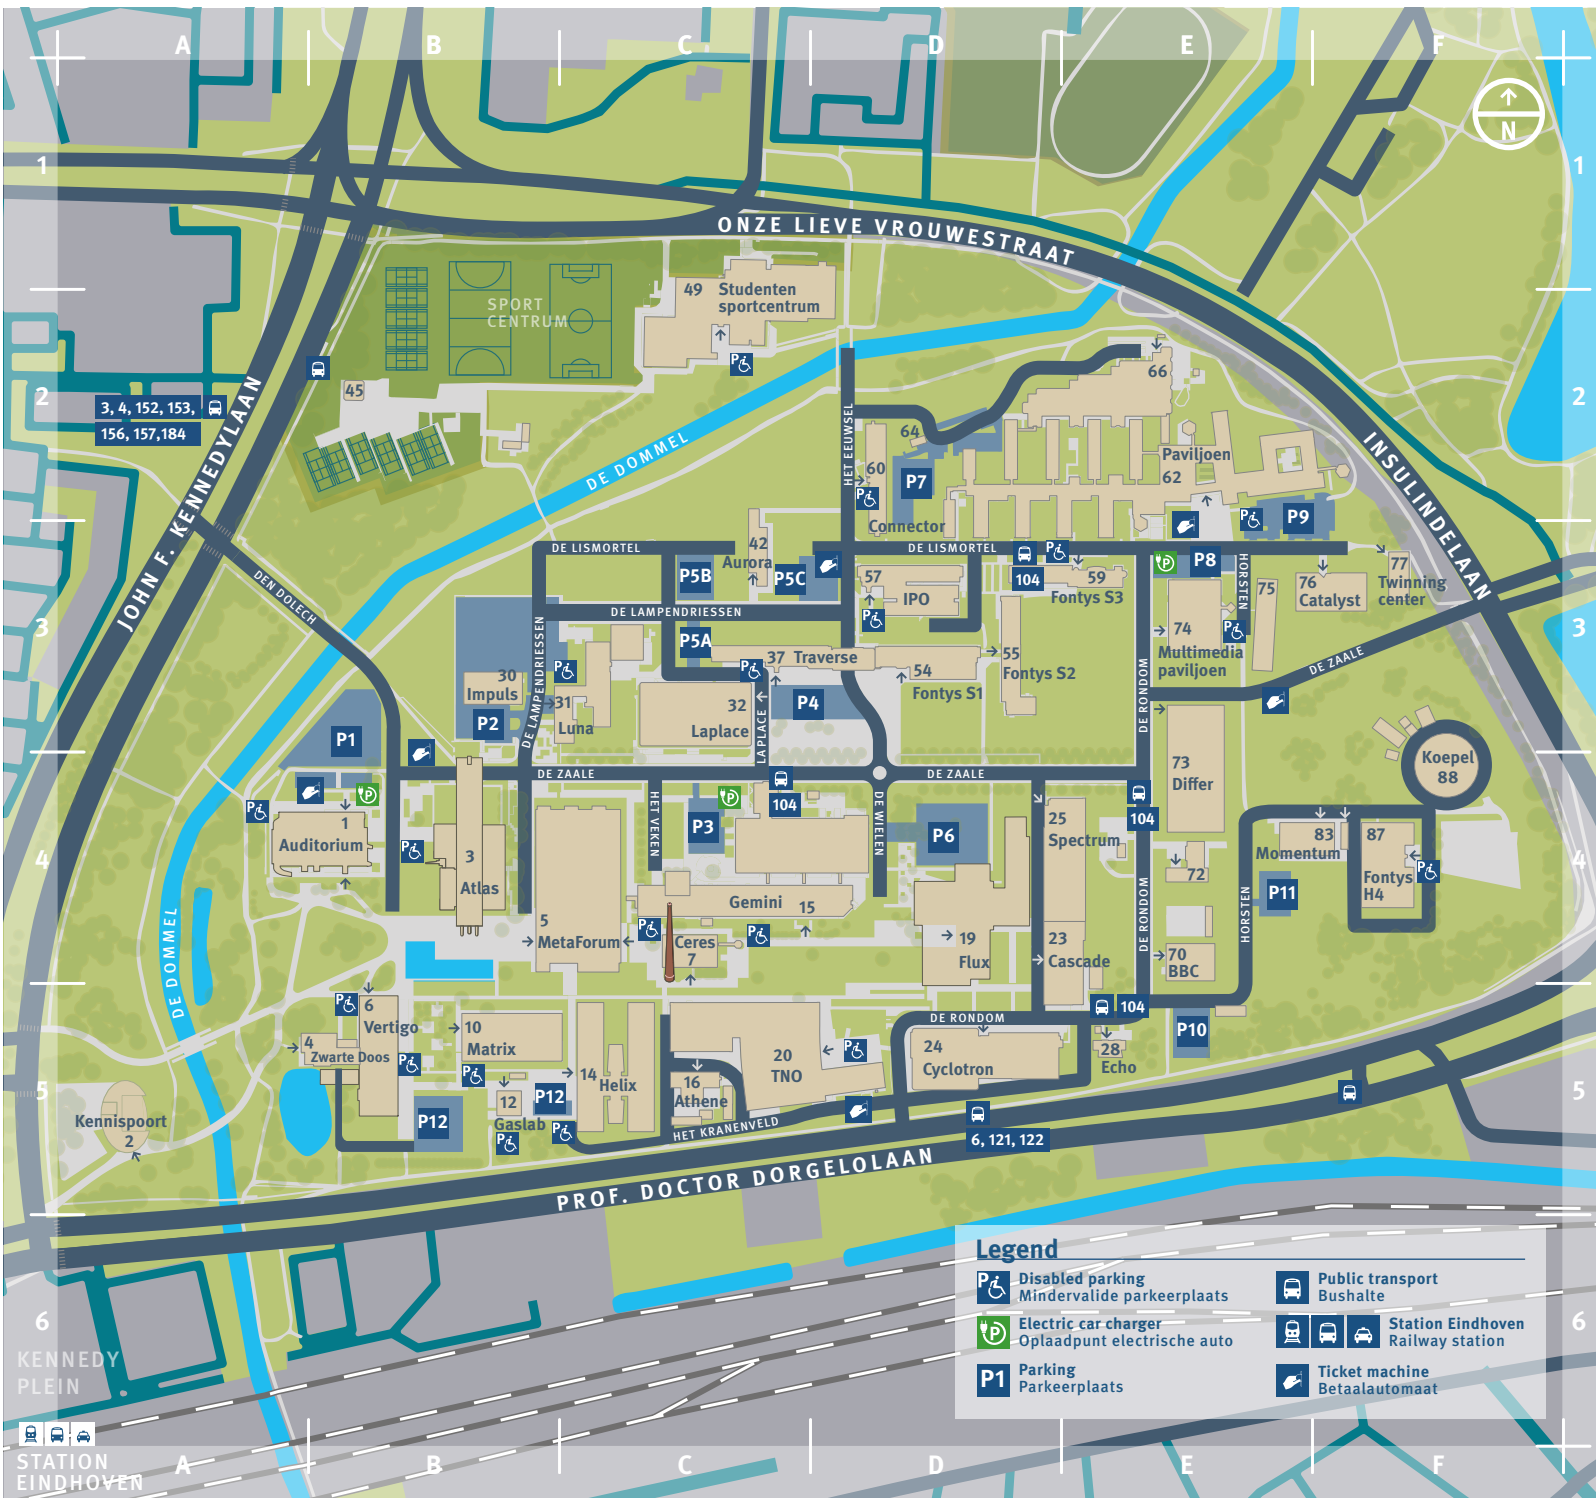 A
B
C
D
E
F
1
1
N
ONZE LIEVE VROUWESTRAAT
SPORT
CENTRUM
49 Studenten
sportcentrum
P
45
2
3, 4, 152, 153,
156, 157,184
JOHN F. KENNEDYLAAN
DE DOMMEL
HET EEUWSEL
66
2
64
60
P7
Paviljoen
62
P
Connector
P
P9
INSULINDELAAN
DEN DOLECH
DE LISMORTEL
42
Aurora
P5B
P5C
DE LISMORTEL
P
104
59
Fontys S3
P
P8
HORSTEN
75
76
Catalyst
77
Twinning
center
57
IPO
P
3
3
DE LAMPENDRIESSEN
DE LAMPENDRIESSEN
P5A
37 Traverse
P
P
54
Fontys S1
55
Fontys S2
74
Multimedia
paviljoen
P
DE ZAALE
30
Impuls
P2
31
Luna
32
Laplace
LAPLACE
P4
DE RONDOM
P1
73
Differ
Koepel
88
DE ZAALE
DE ZAALE
104
P
P
P
1
Auditorium
P
3
Atlas
HET VEKEN
P3
DE WIELEN
P6
25
Spectrum
104
72
83
Momentum
87
Fontys
H4
P
4
4
P11
5
MetaForum
Gemini
15
P
Ceres
7
P
19
Flux
23
Cascade
DE RONDOM
70
BBC
HORSTEN
DE DOMMEL
P
6
Vertigo
4
Zwarte Doos
P
10
Matrix
P
14
Helix
20
TNO
P
DE RONDOM
24
Cyclotron
104
28
Echo
P10
5
5
Kennispoort
2
P12
12
Gaslab
P
P12
P
16
Athene
HET KRANENVELD
6, 121, 122
PROF. DOCTOR DORGELOLAAN
Legend
P
Disabled parking
Mindervalide parkeerplaats
P
Electric car charger
Oplaadpunt electrische auto
P1
Parking
Parkeerplaats
Public transport
Bushalte
Station Eindhoven
Railway station
Ticket machine
Betaalautomaat
6
6
KENNEDY
PLEIN
STATION
EINDHOVEN
A
B
C
D
E
F